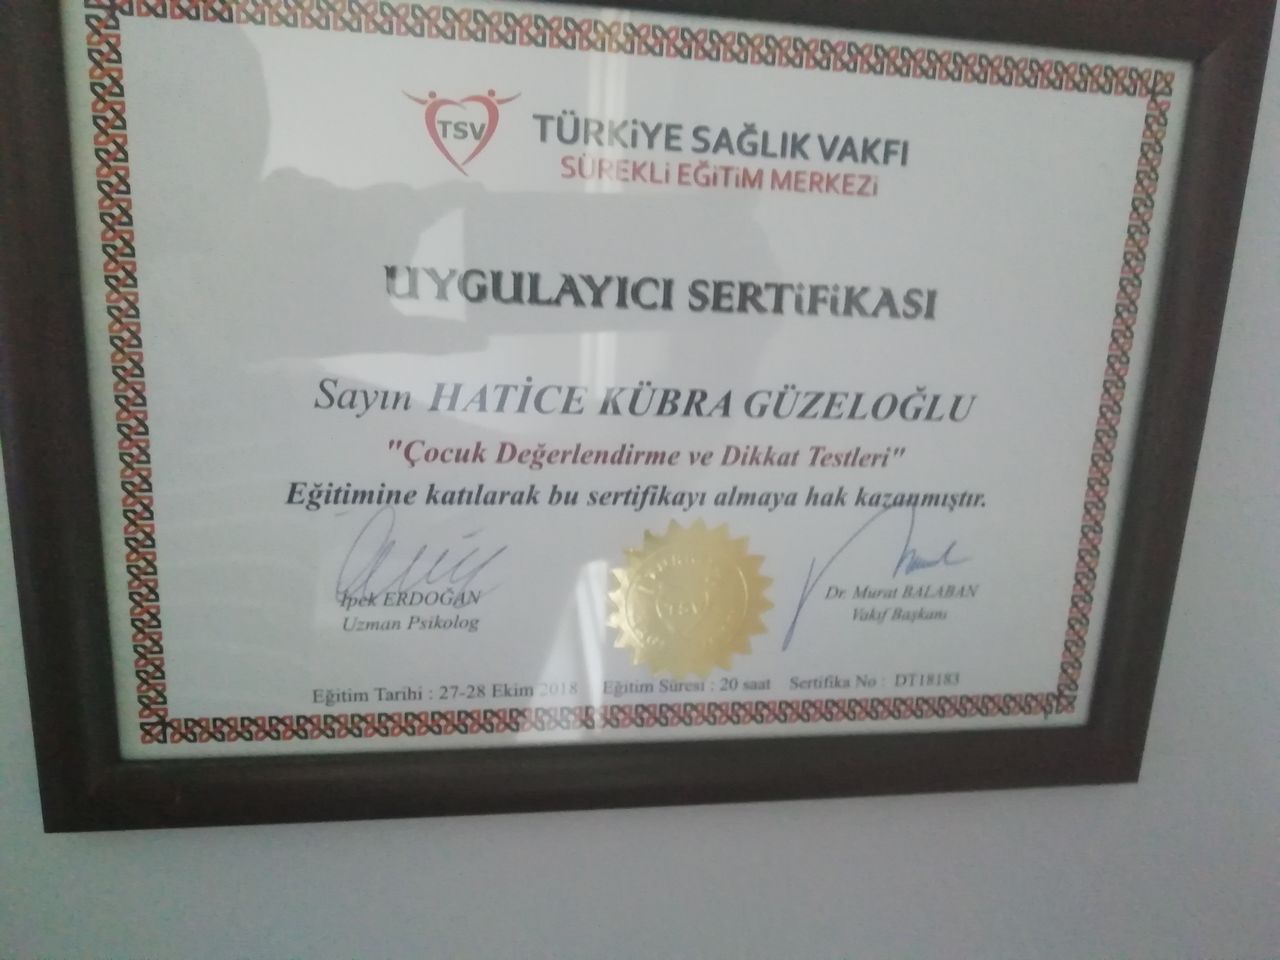 TSV
TÜRKİYE SAĞLIK VAKFI
SÜREKLİ EĞİTİM MERKEZİ
UYGULAYICI SERTİFİKASI
Sayın HATİCE KÜBRA GÜZELOĞLU
"Çocuk Değerlendirme ve Dikkat Testleri"
Eğitimine katılarak bu sertifikayı almaya hak kazanmıştır.
İpek ERDOĞAN
Uzman Psikolog
Dr. Murat BALABAN
Vakıf Başkanı
Eğitim Tarihi : 27-28 Ekim 2018 Eğitim Süresi : 20 saat Sertifika No : DT18183